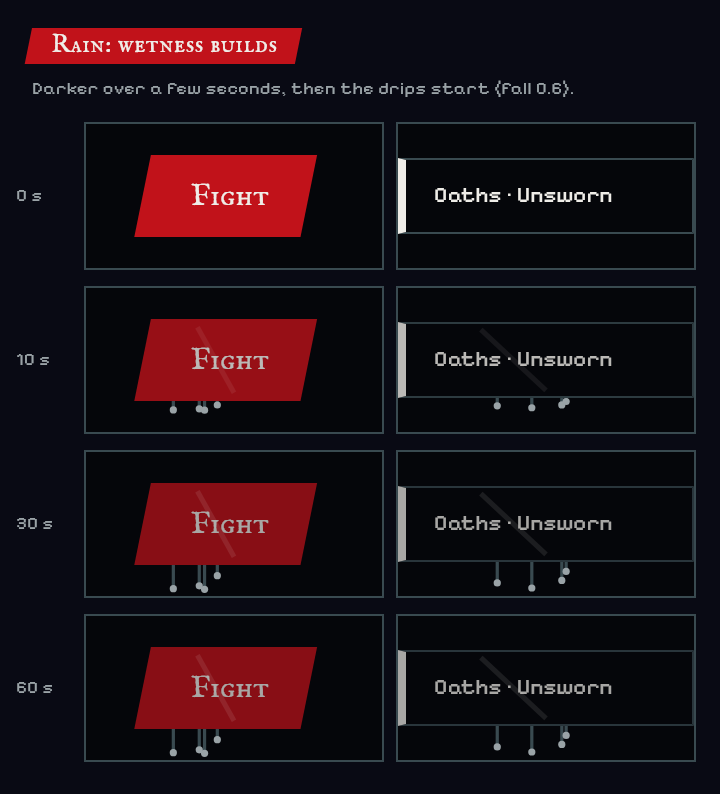 Rain: wetness builds
Darker over a few seconds, then the drips start (fall 0.6).
0 s
Fight
Oaths · Unsworn
10 s
Fight
Oaths · Unsworn
30 s
Fight
Oaths · Unsworn
60 s
Fight
Oaths · Unsworn